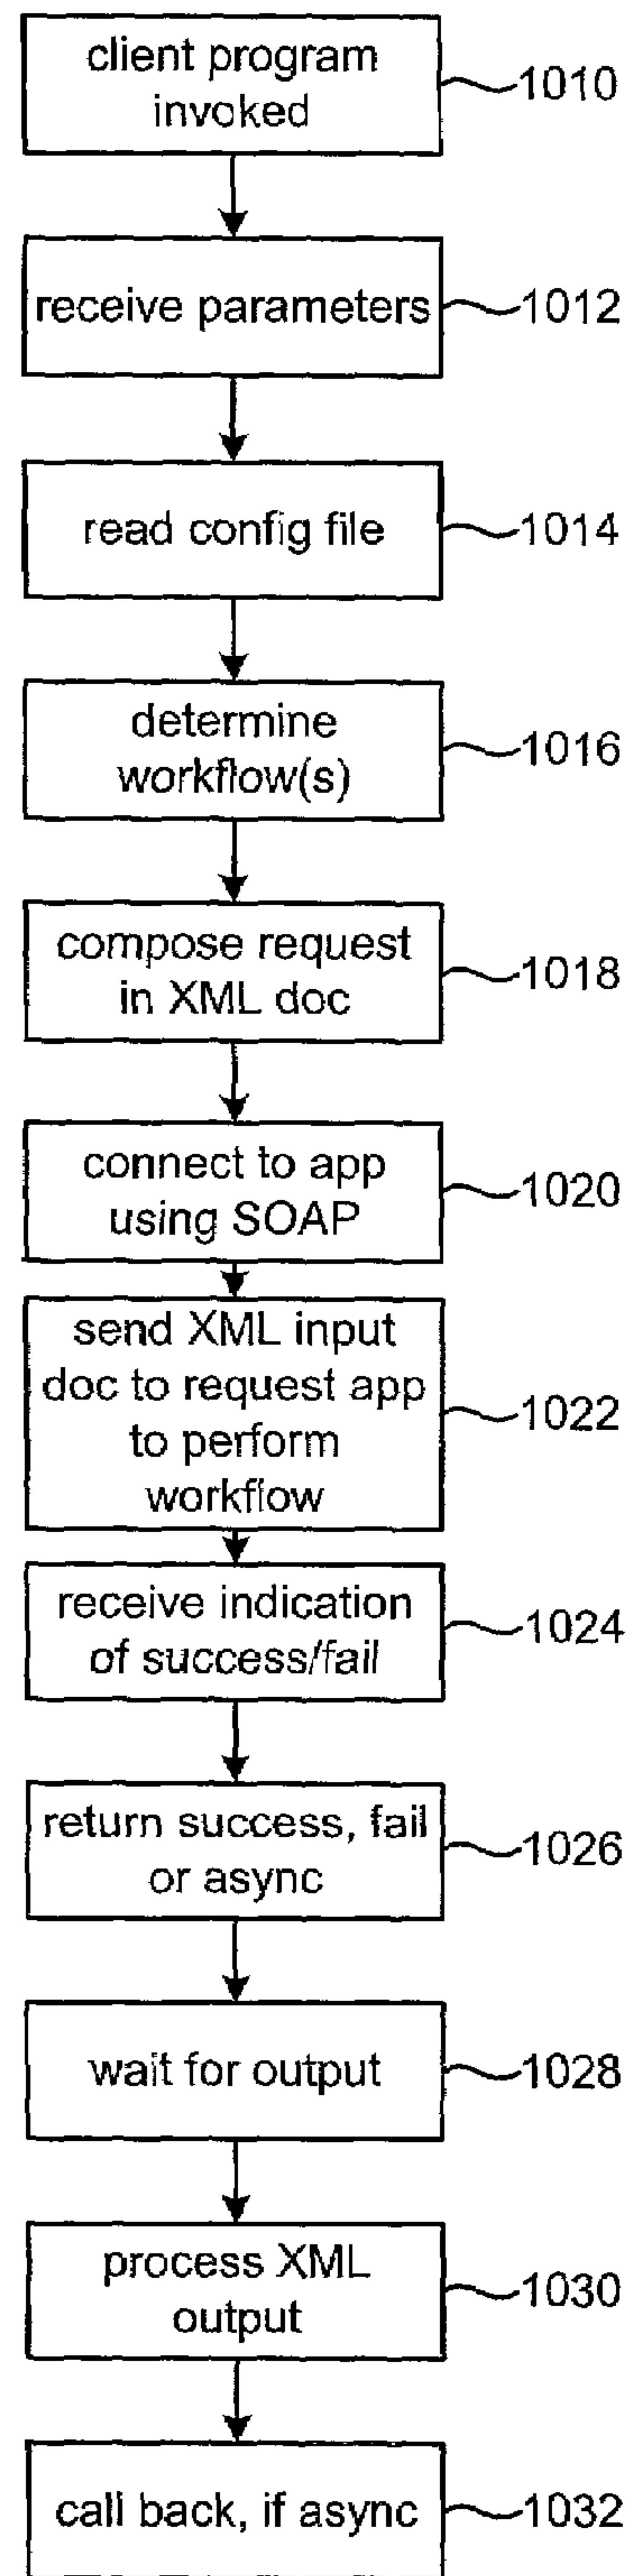 client program
invoked
1010
receive parameters
1012
read config file
1014
determine
workflow(s)
1016
compose request
in XML doc
1018
connect to app
using SOAP
1020
send XML input
doc to request app
to perform
workflow
1022
receive indication
of success/fail
1024
return success, fail
or async
1026
wait for output
1028
process XML
output
1030
call back, if async
1032